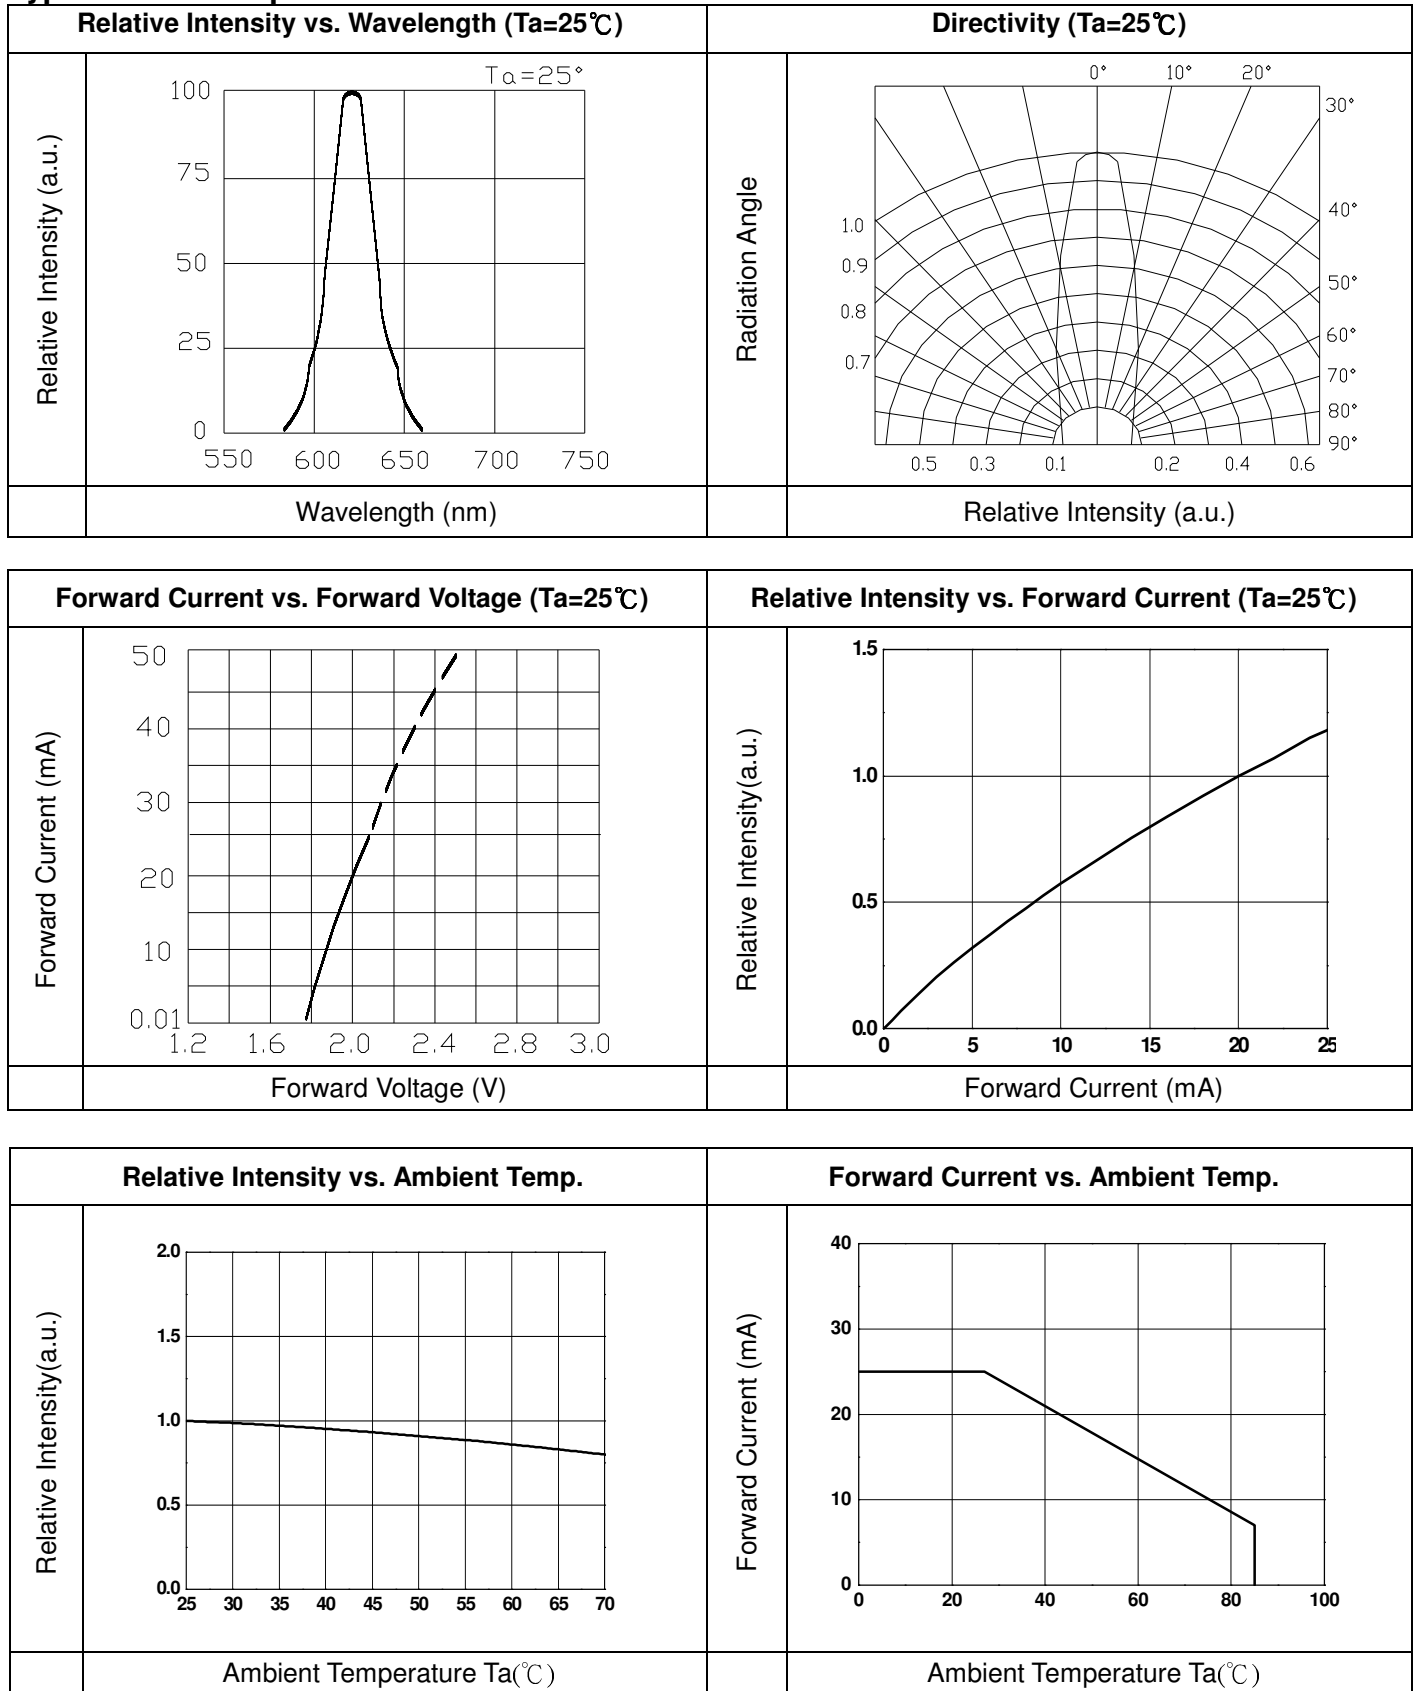 Relative Intensity vs. Wavelength (Ta=25℃)
Directivity (Ta=25℃)
Relative Intensity (a.u.)
Ta=25°
100
75
50
25
0
550 600 650 700 750
Wavelength (nm)
Radiation Angle
0° 10° 20°
30°
40°
50°
60°
70°
80°
90°
1.0
0.9
0.8
0.7
0.5 0.3 0.1 0.2 0.4 0.6
Relative Intensity (a.u.)
Forward Current vs. Forward Voltage (Ta=25℃)
Relative Intensity vs. Forward Current (Ta=25℃)
Forward Current (mA)
50
40
30
20
10
0.01
1.2 1.6 2.0 2.4 2.8 3.0
Forward Voltage (V)
Relative Intensity(a.u.)
1.5
1.0
0.5
0.0
0 5 10 15 20 25
Forward Current (mA)
Relative Intensity vs. Ambient Temp.
Forward Current vs. Ambient Temp.
Relative Intensity(a.u.)
2.0
1.5
1.0
0.5
0.0
25 30 35 40 45 50 55 60 65 70
Ambient Temperature Ta(℃)
Forward Current (mA)
40
30
20
10
0
0 20 40 60 80 100
Ambient Temperature Ta(℃)